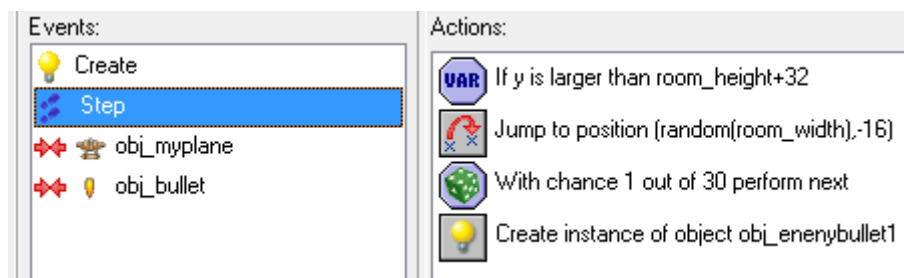 Events:
Create
Step
obj_myplane
obj_bullet
Actions:
VAR If y is larger than room_height+32
Jump to position (random(room_width),-16)
With chance 1 out of 30 perform next
Create instance of object obj_enenybullet1